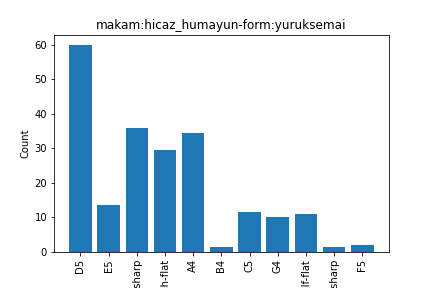 makam:hicaz_humayun-form:yuruksemai
Count
60
50
40
30
20
10
0
D5
E5
sharp
h-flat
A4
B4
C5
G4
lf-flat
sharp
F5